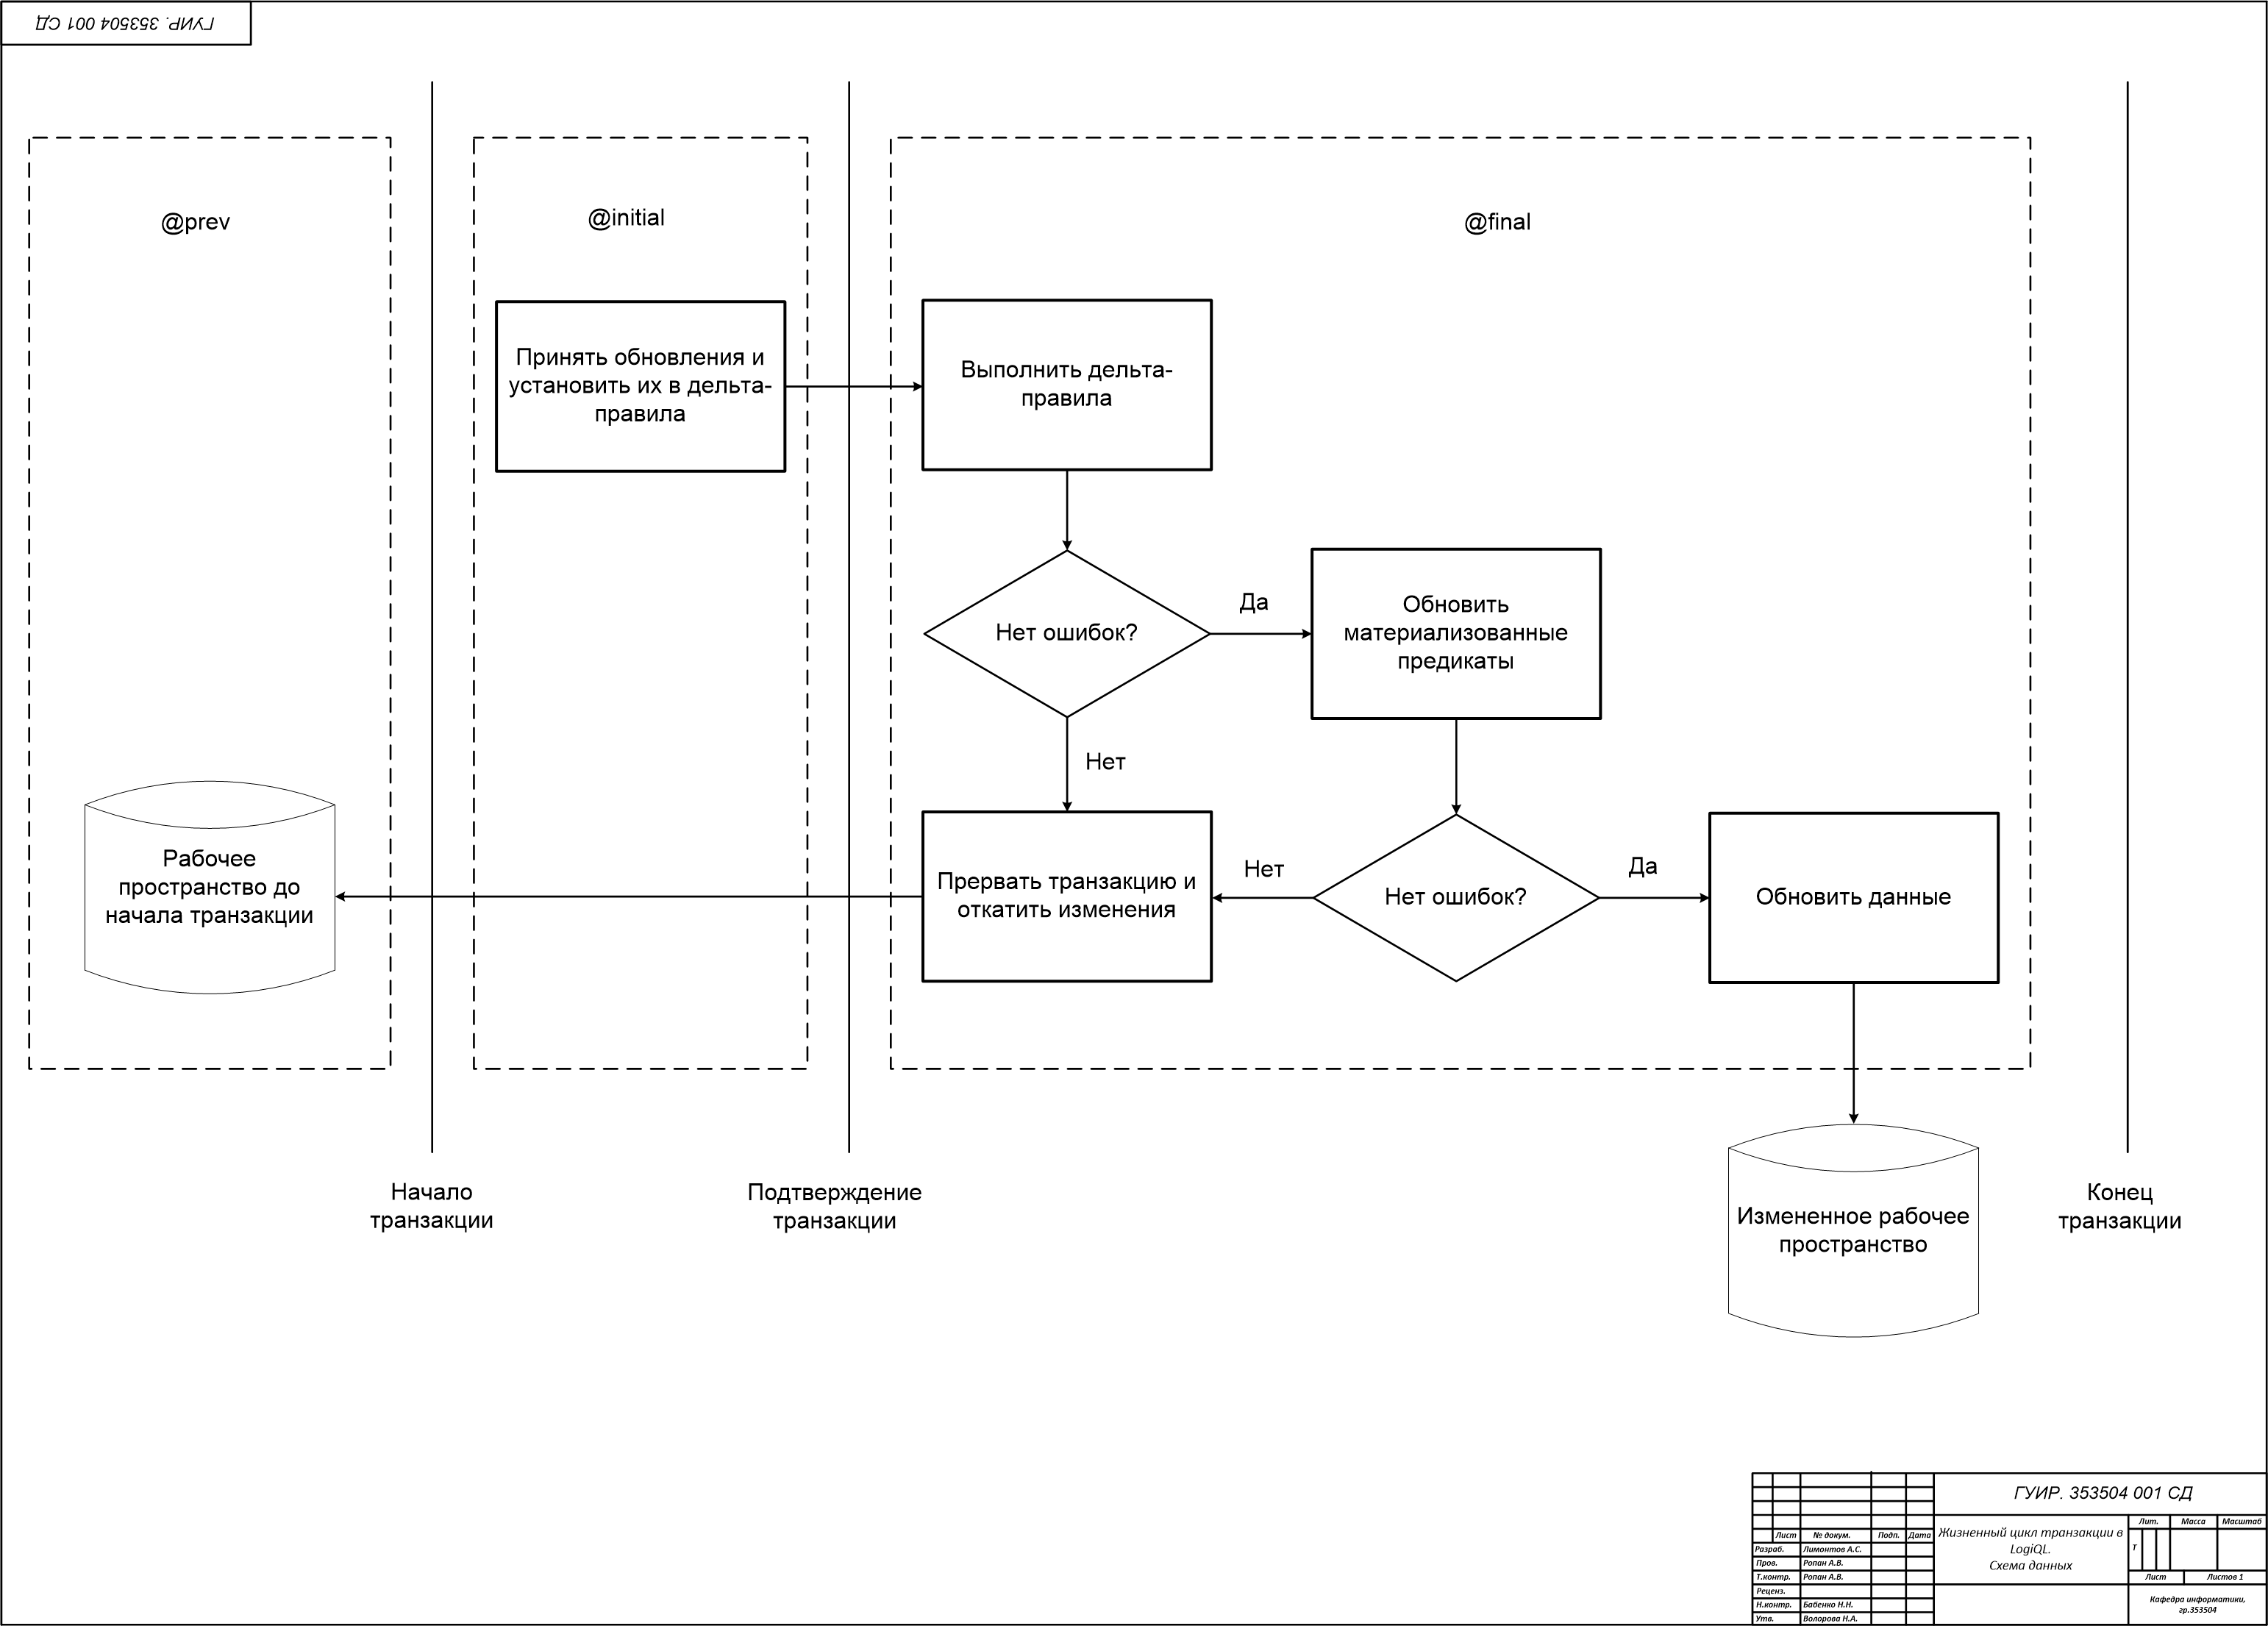 ГУИР. 353504 001 СД
@prev
@initial
@final
Принять обновления и
установить их в дельта-
правила
Выполнить дельта-
правила
Нет ошибок?
Да
Обновить
материализованные
предикаты
Нет
Рабочее
пространство до
начала транзакции
Прервать транзакцию и
откатить изменения
Нет
Нет ошибок?
Да
Обновить данные
Начало
транзакции
Подтверждение
транзакции
Измененное рабочее
пространство
Конец
транзакции
ГУИР. 353504 001 СД
Лист № докум. Подп. Дата
Разраб. Лимонтов А.С.
Пров. Ропан А.В.
Т.контр. Ропан А.В.
Реценз.
Н.контр. Бабенко Н.Н.
Утв. Волорова Н.А.
Жизненный цикл транзакции в
LogiQL.
Схема данных
Лит. Масса Масштаб
Т
Лист Листов 1
Кафедра информатики,
гр.353504